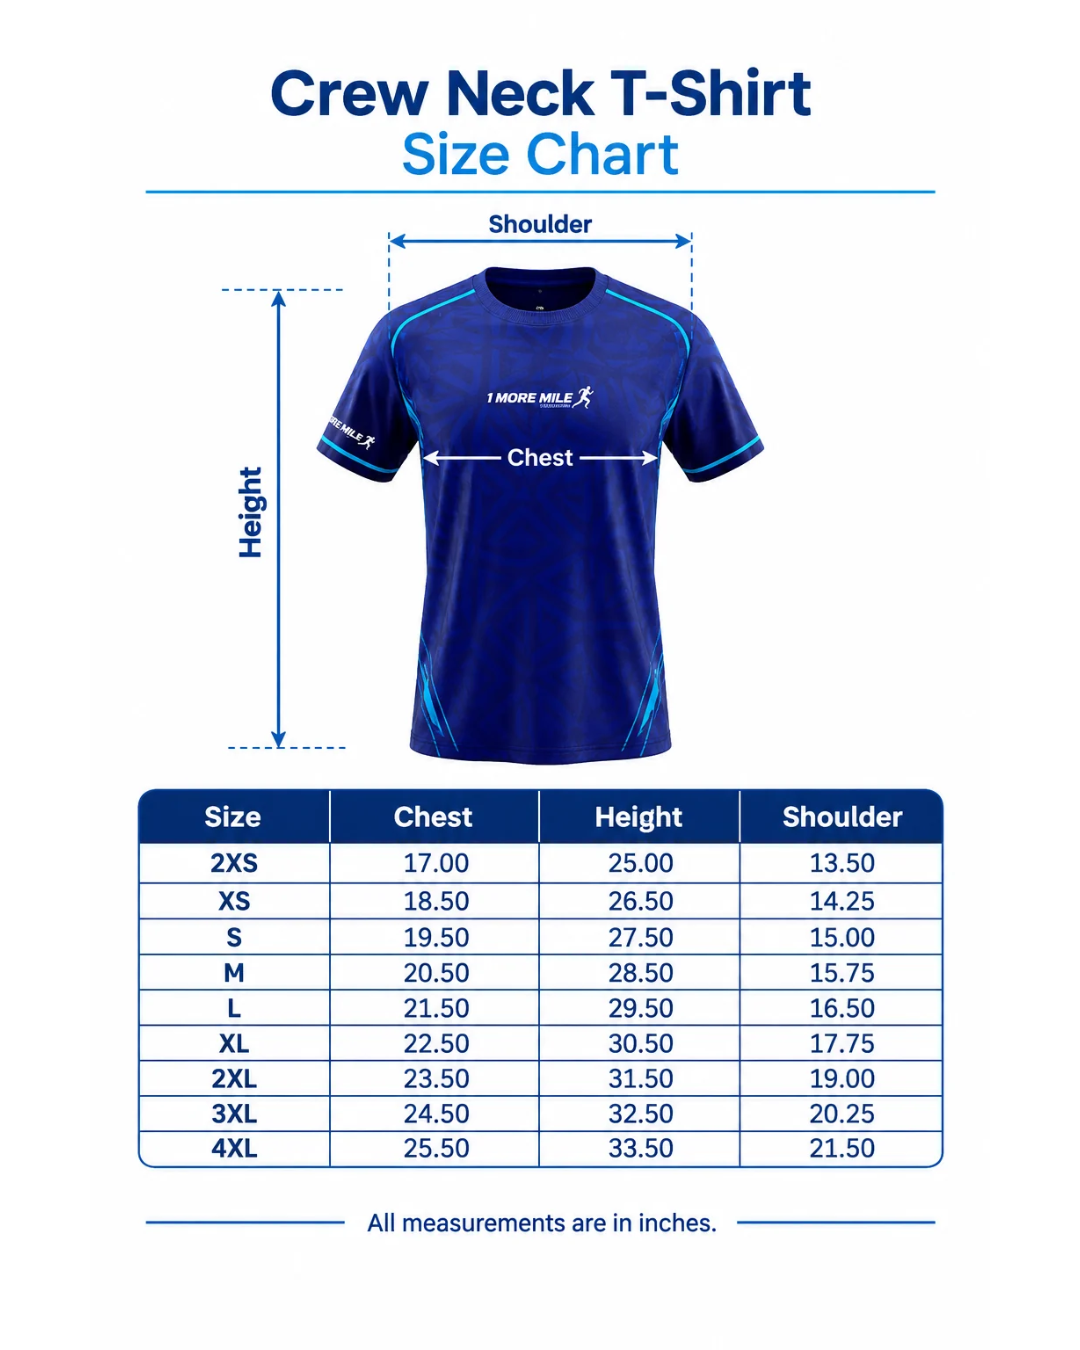 Crew Neck T-Shirt
Size Chart
Shoulder
1 MORE MILE
ORE MILE
Chest
Height
Size Chest Height Shoulder
2XS 17.00 25.00 13.50
XS 18.50 26.50 14.25
S 19.50 27.50 15.00
M 20.50 28.50 15.75
L 21.50 29.50 16.50
XL 22.50 30.50 17.75
2XL 23.50 31.50 19.00
3XL 24.50 32.50 20.25
4XL 25.50 33.50 21.50
All measurements are in inches.